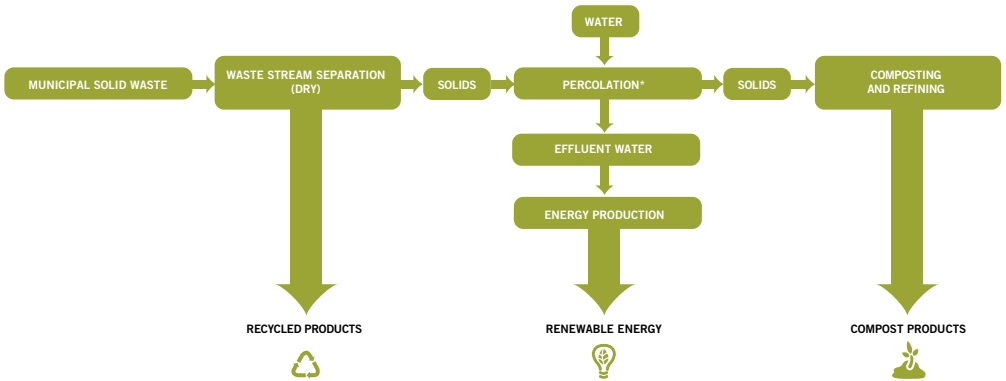 WATER
MUNICIPAL SOLID WASTE
WASTE STREAM SEPARATION
(DRY)
SOLIDS
PERCOLATION*
SOLIDS
COMPOSTING
AND REFINING
EFFLUENT WATER
ENERGY PRODUCTION
RECYCLED PRODUCTS
RENEWABLE ENERGY
COMPOST PRODUCTS